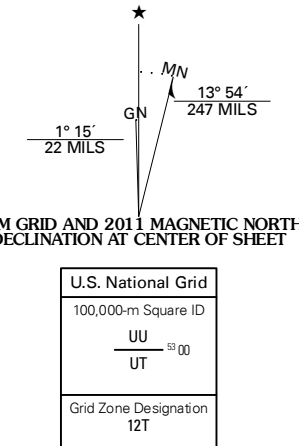 MN
GN
13° 54´
247 MILS
1° 15´
22 MILS
M GRID AND 2011 MAGNETIC NORTH
DECLINATION AT CENTER OF SHEET
U.S. National Grid
100,000-m Square ID
UU
53 00
UT
Grid Zone Designation
12T